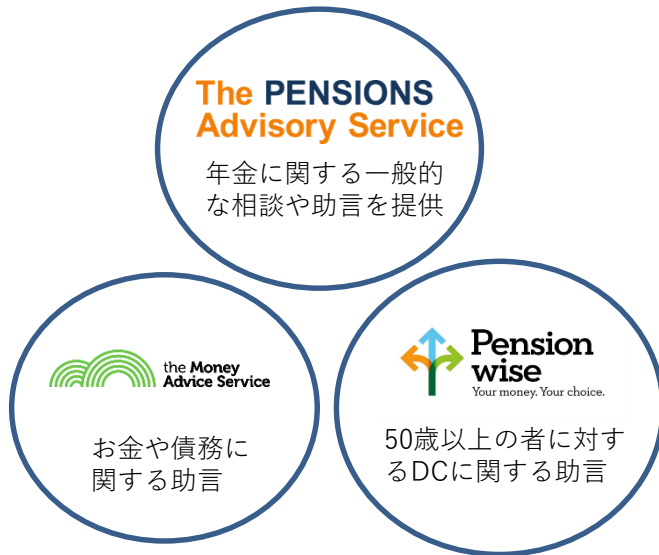 The PENSIONS
Advisory Service
年金に関する一般的
な相談や助言を提供
the Money
Advice Service
お金や債務に
関する助言
Pension
wise
Your money. Your choice.
50歳以上の者に対す
るDCに関する助言